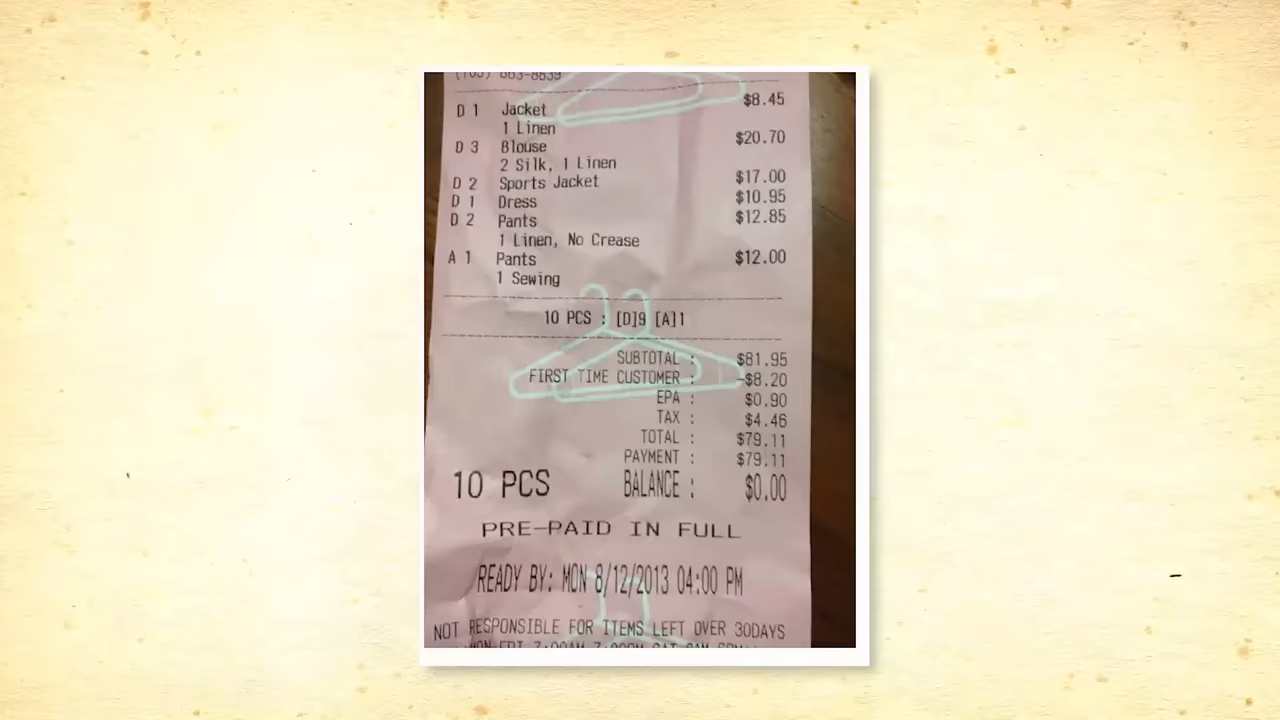 D 1 Jacket $8.45
1 Linen
D 3 Blouse $20.70
2 Silk, 1 Linen
D 2 Sports Jacket $17.00
D 1 Dress $10.95
D 2 Pants $12.85
1 Linen, No Crease
A 1 Pants $12.00
1 Sewing
10 PCS : [D]9 [A]1
SUBTOTAL : $81.95
FIRST TIME CUSTOMER : -$8.20
EPA : $0.90
TAX : $4.46
TOTAL : $79.11
PAYMENT : $79.11
10 PCS BALANCE : $0.00
PRE-PAID IN FULL
READY BY: MON 8/12/2013 04:00 PM
NOT RESPONSIBLE FOR ITEMS LEFT OVER 30DAYS